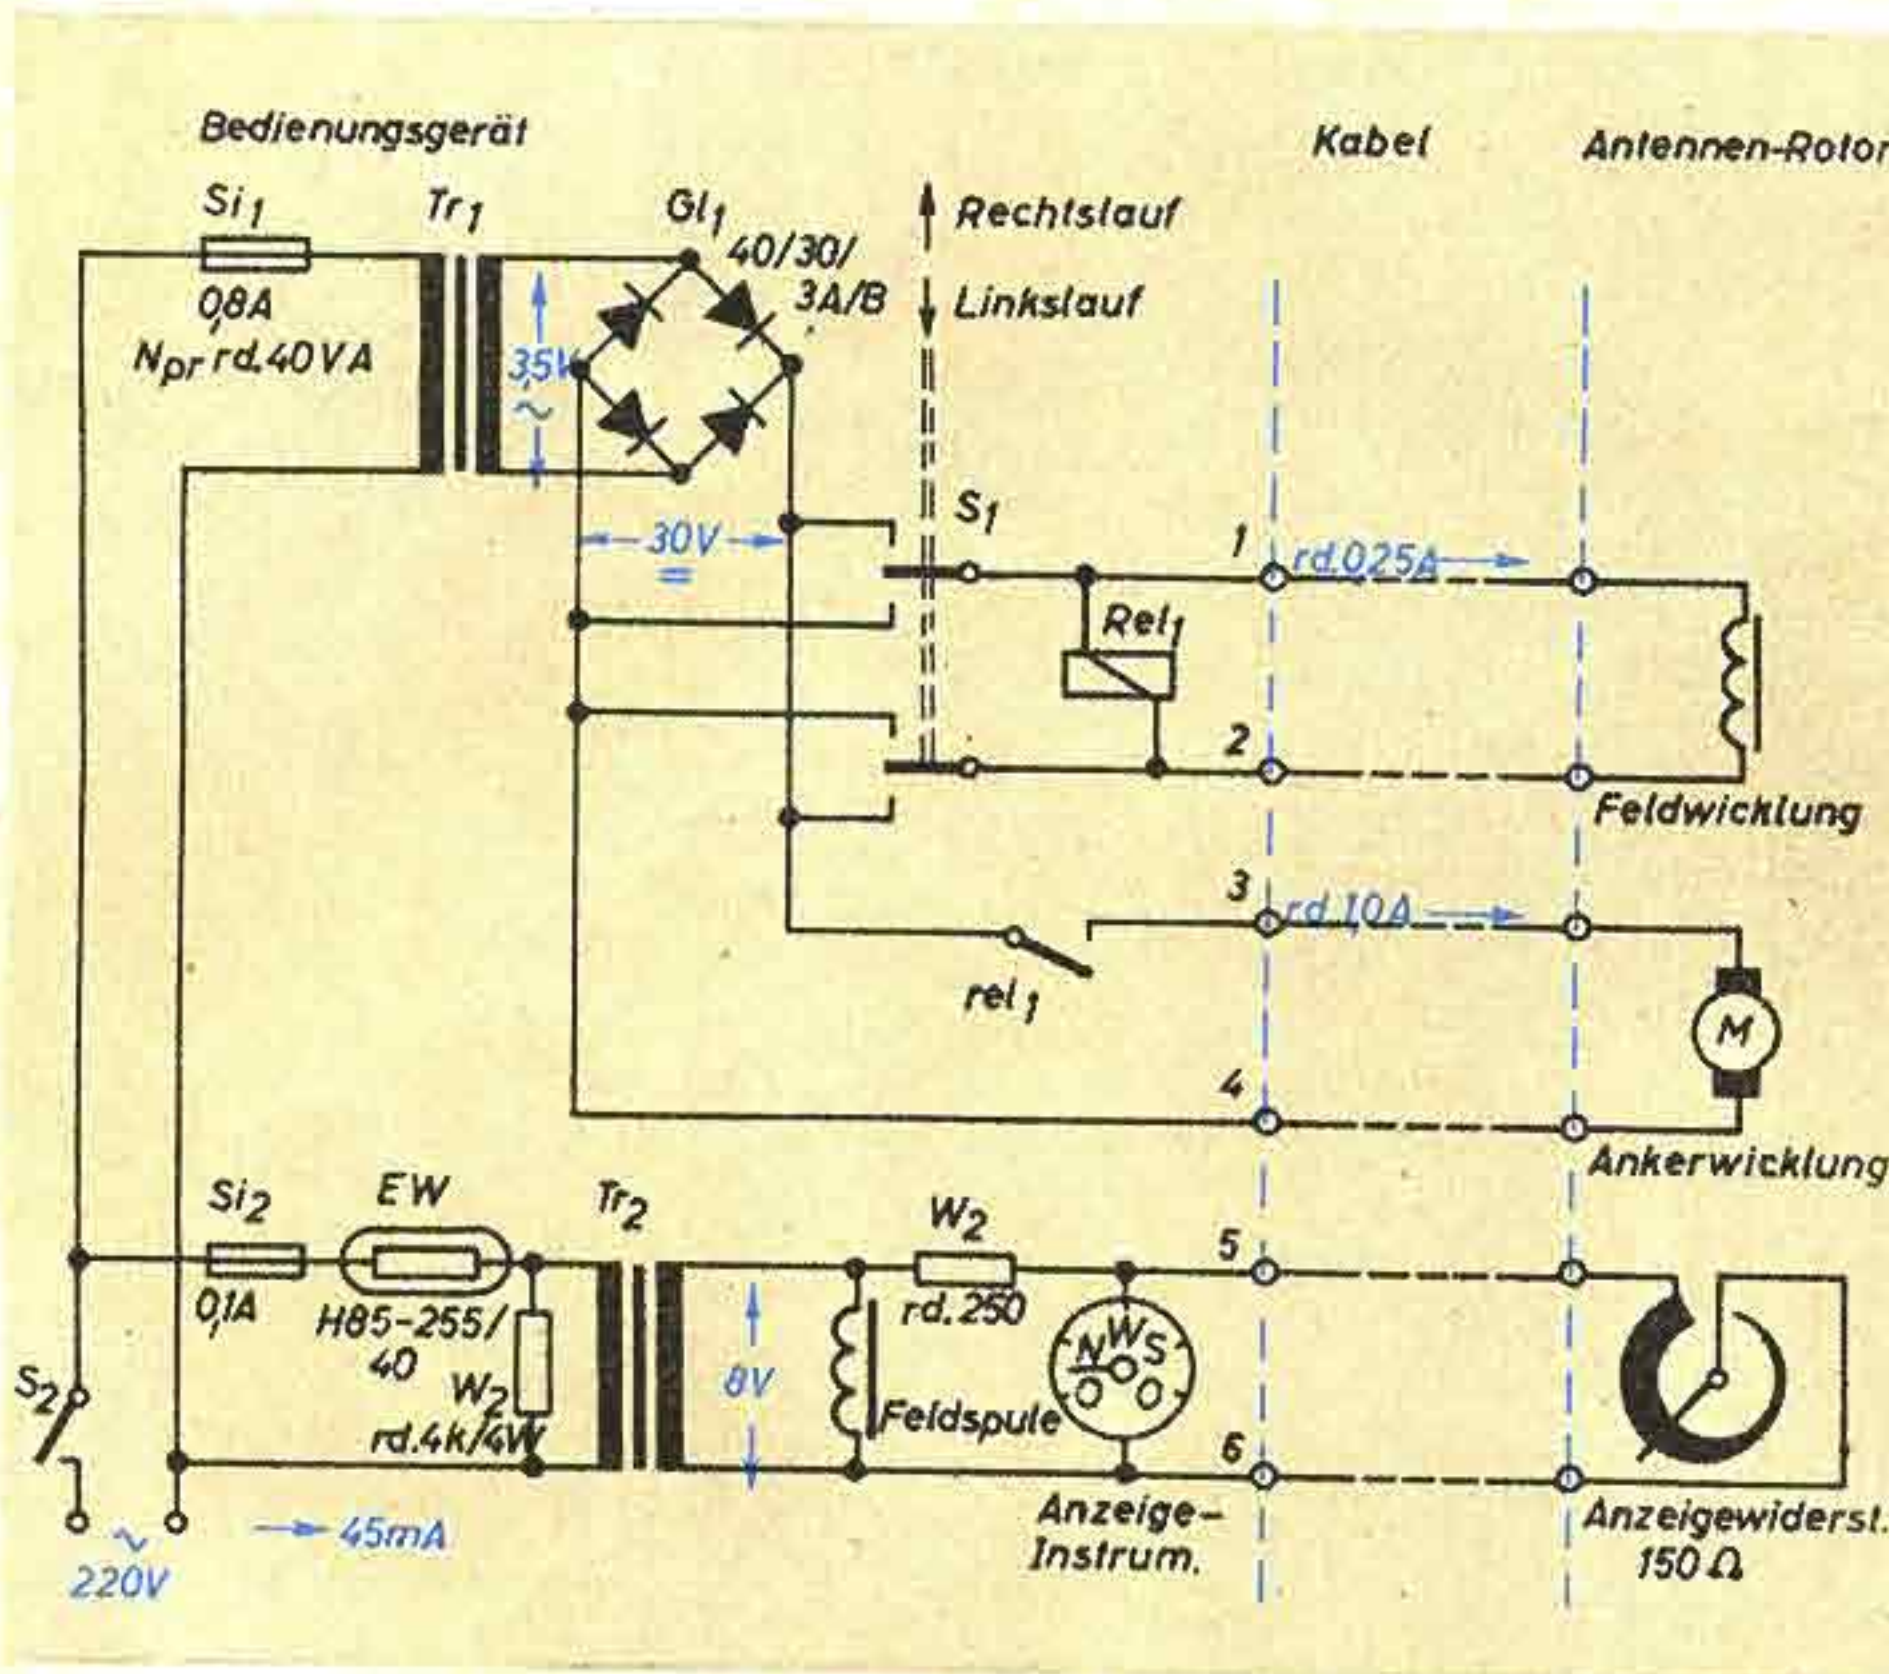 Bedienungsgerät
Kabel
Antennen-Rotor
Si1
Tr1
Gl1
40/30/
3A/B
Rechtslauf
Linkslauf
0,8A
Npr rd. 40VA
35V
~
30V
=
S1
1
rd. 0,25A
Rel1
2
Feldwicklung
3
rd. 1,0A
rel1
M
4
Ankerwicklung
Si2
EW
Tr2
W2
5
0,1A
H85-255/
40
rd. 250
N W S O O
W2
rd. 4k/4W
8V
Feldspule
S2
6
Anzeige-
Instrum.
Anzeigewiderst.
150Ω
~
220V
45mA